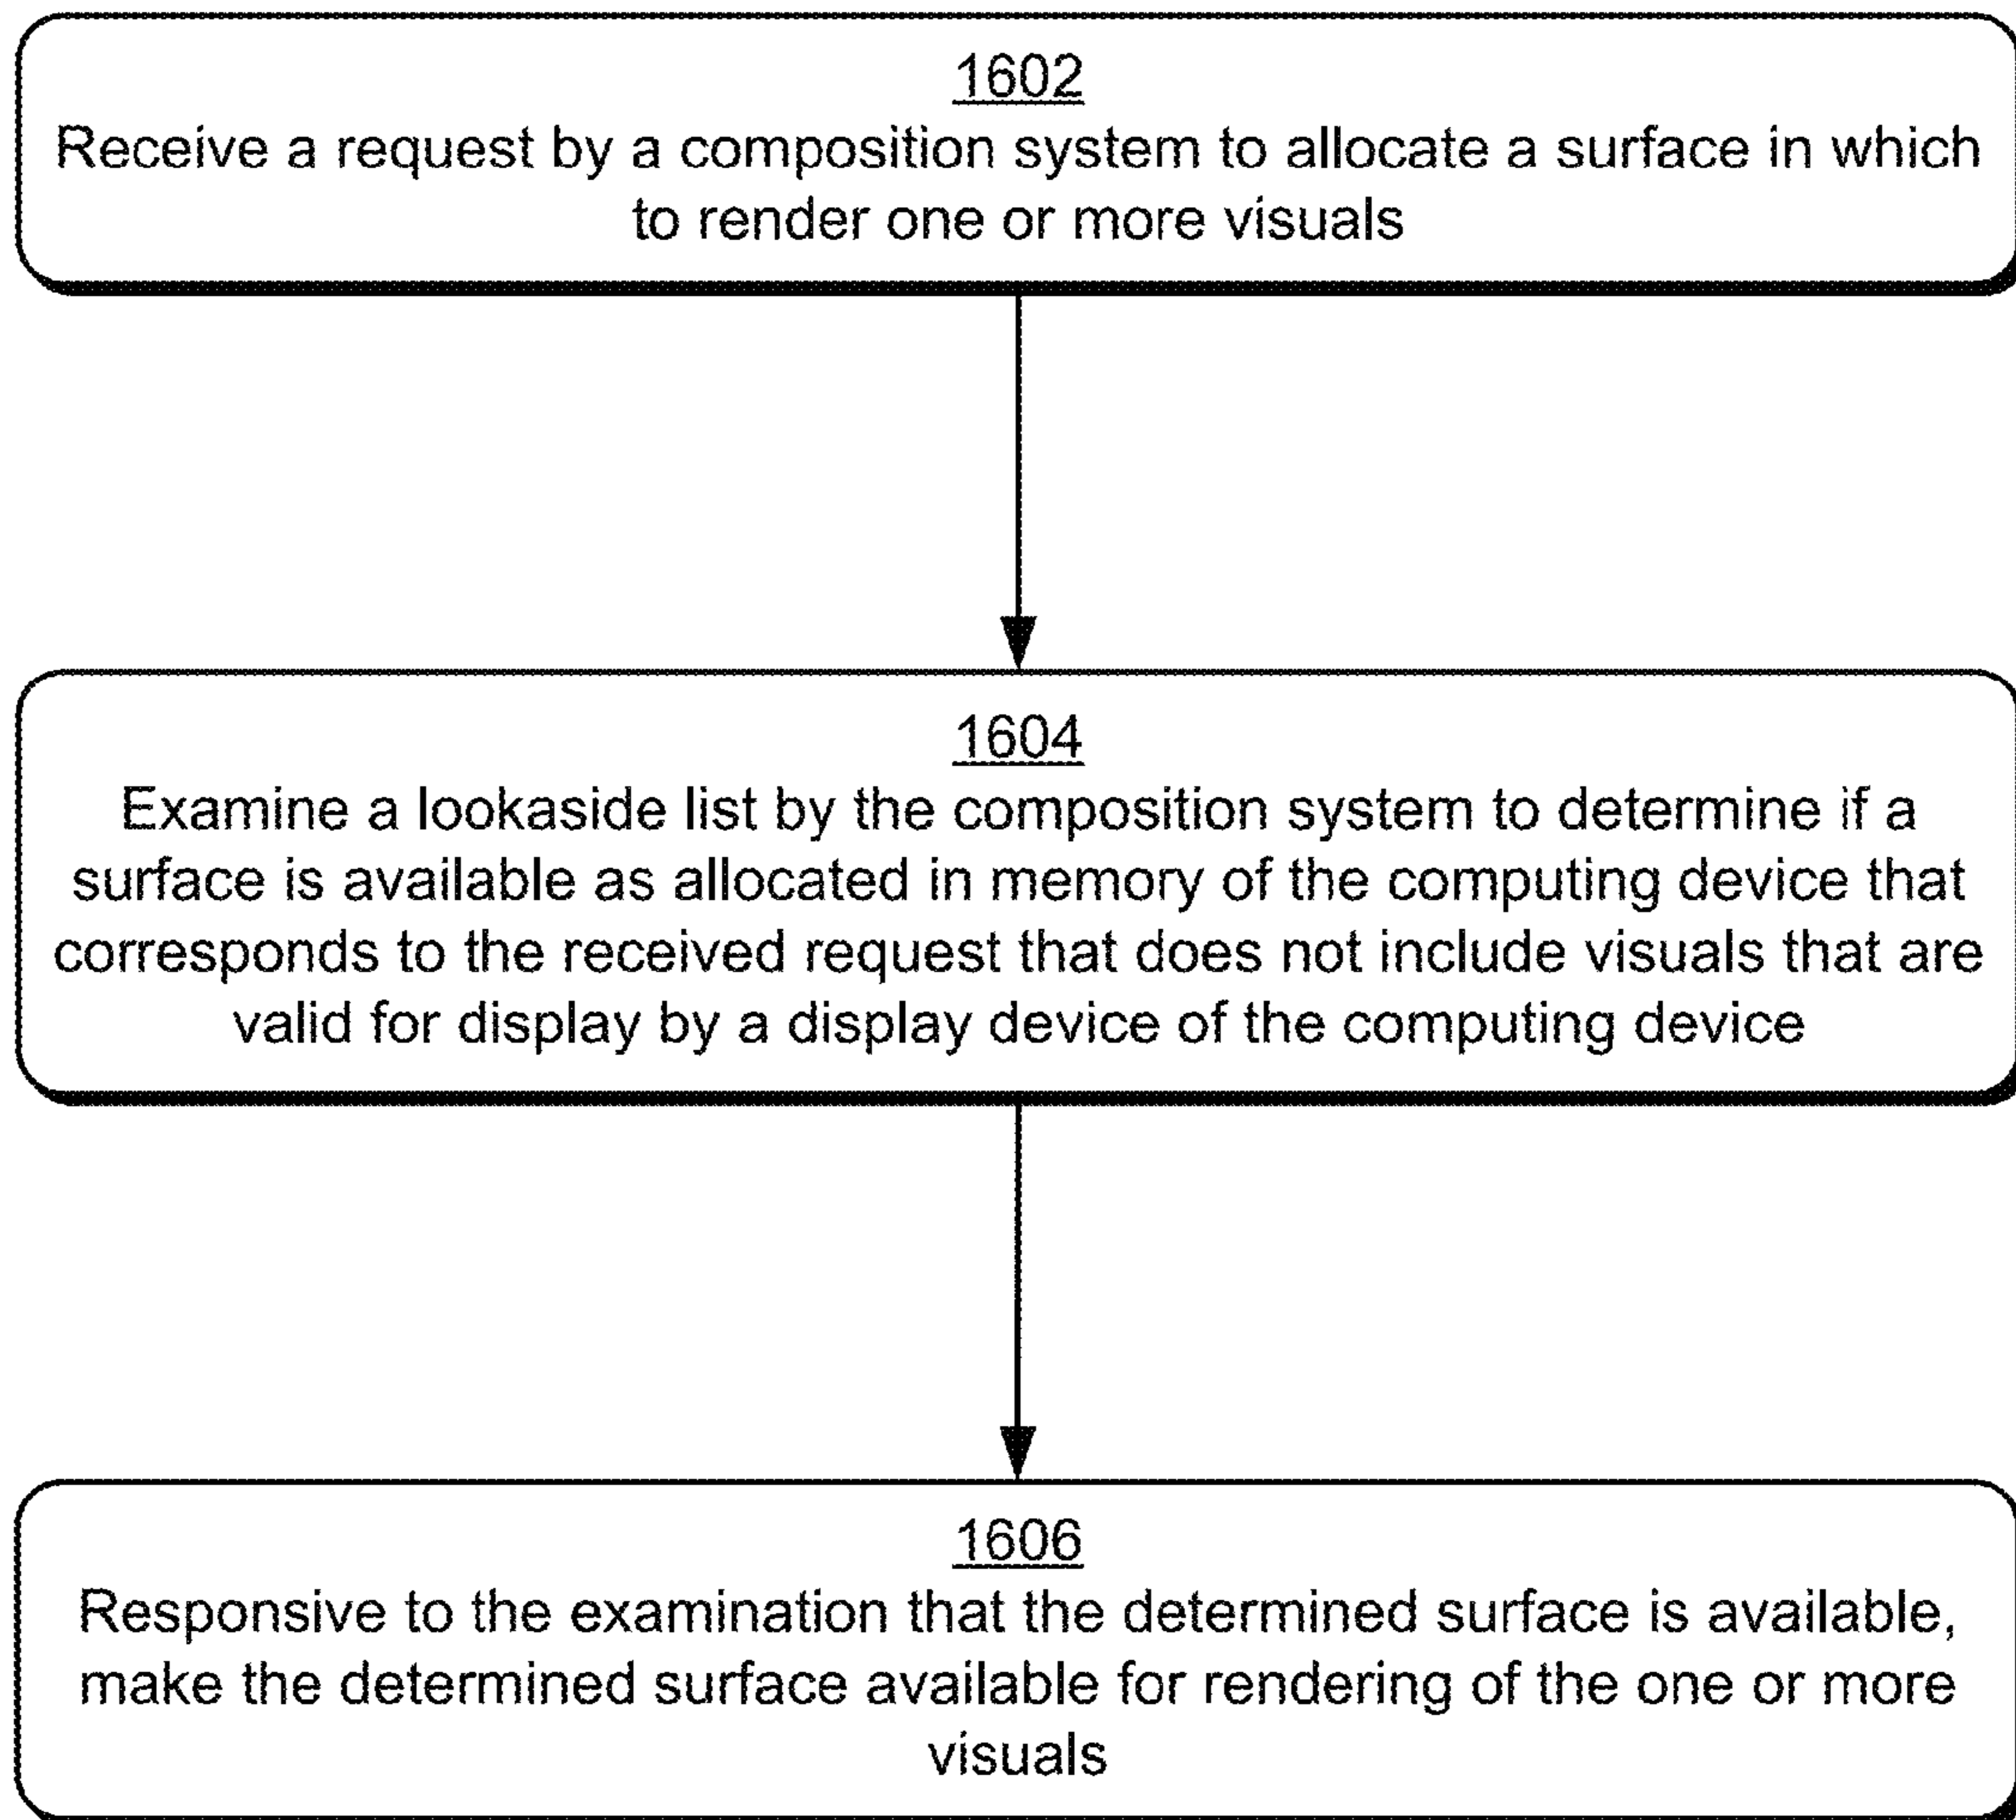 1602
Receive a request by a composition system to allocate a surface in which
to render one or more visuals
1604
Examine a lookaside list by the composition system to determine if a
surface is available as allocated in memory of the computing device that
corresponds to the received request that does not include visuals that are
valid for display by a display device of the computing device
1606
Responsive to the examination that the determined surface is available,
make the determined surface available for rendering of the one or more
visuals